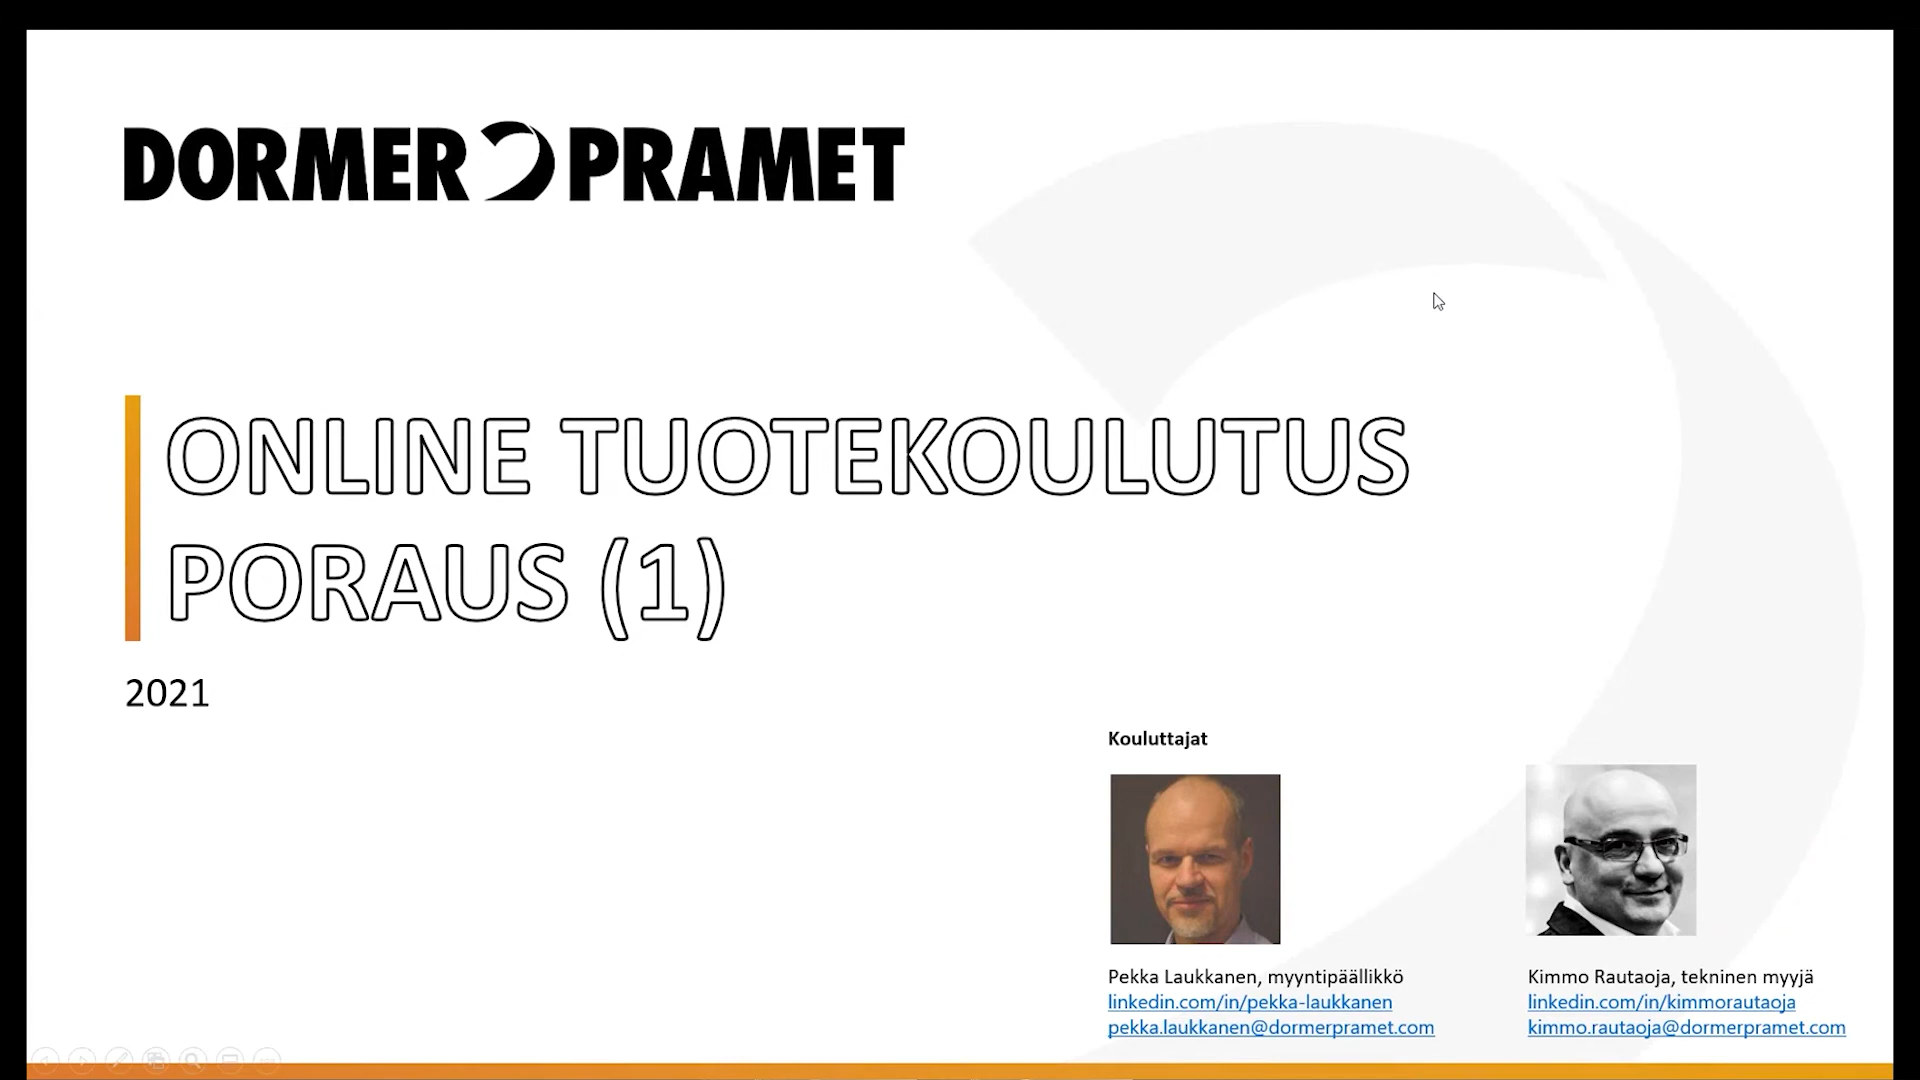 DORMER PRAMET
ONLINE TUOTEKOULUTUS
PORAUS (1)
2021
Kouluttajat
Pekka Laukkanen, myyntipäällikkö
linkedin.com/in/pekka-laukkanen
pekka.laukkanen@dormerpramet.com
Kimmo Rautaoja, tekninen myyjä
linkedin.com/in/kimmorautaoja
kimmo.rautaoja@dormerpramet.com